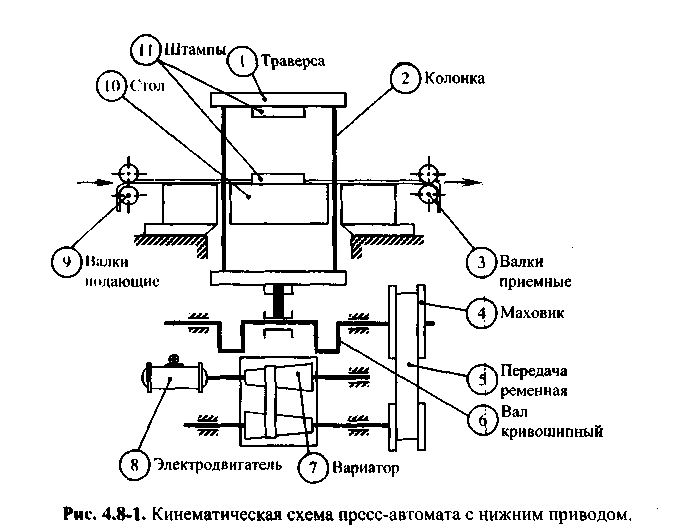 11 Штампы
1 Траверса
10 Стол
2 Колонка
9 Валки
подающие
3 Валки
приемные
4 Маховик
5 Передача
ременная
6 Вал
кривошипный
8 Электродвигатель
7 Вариатор
Рис. 4.8-1. Кинематическая схема пресс-автомата с нижним приводом.